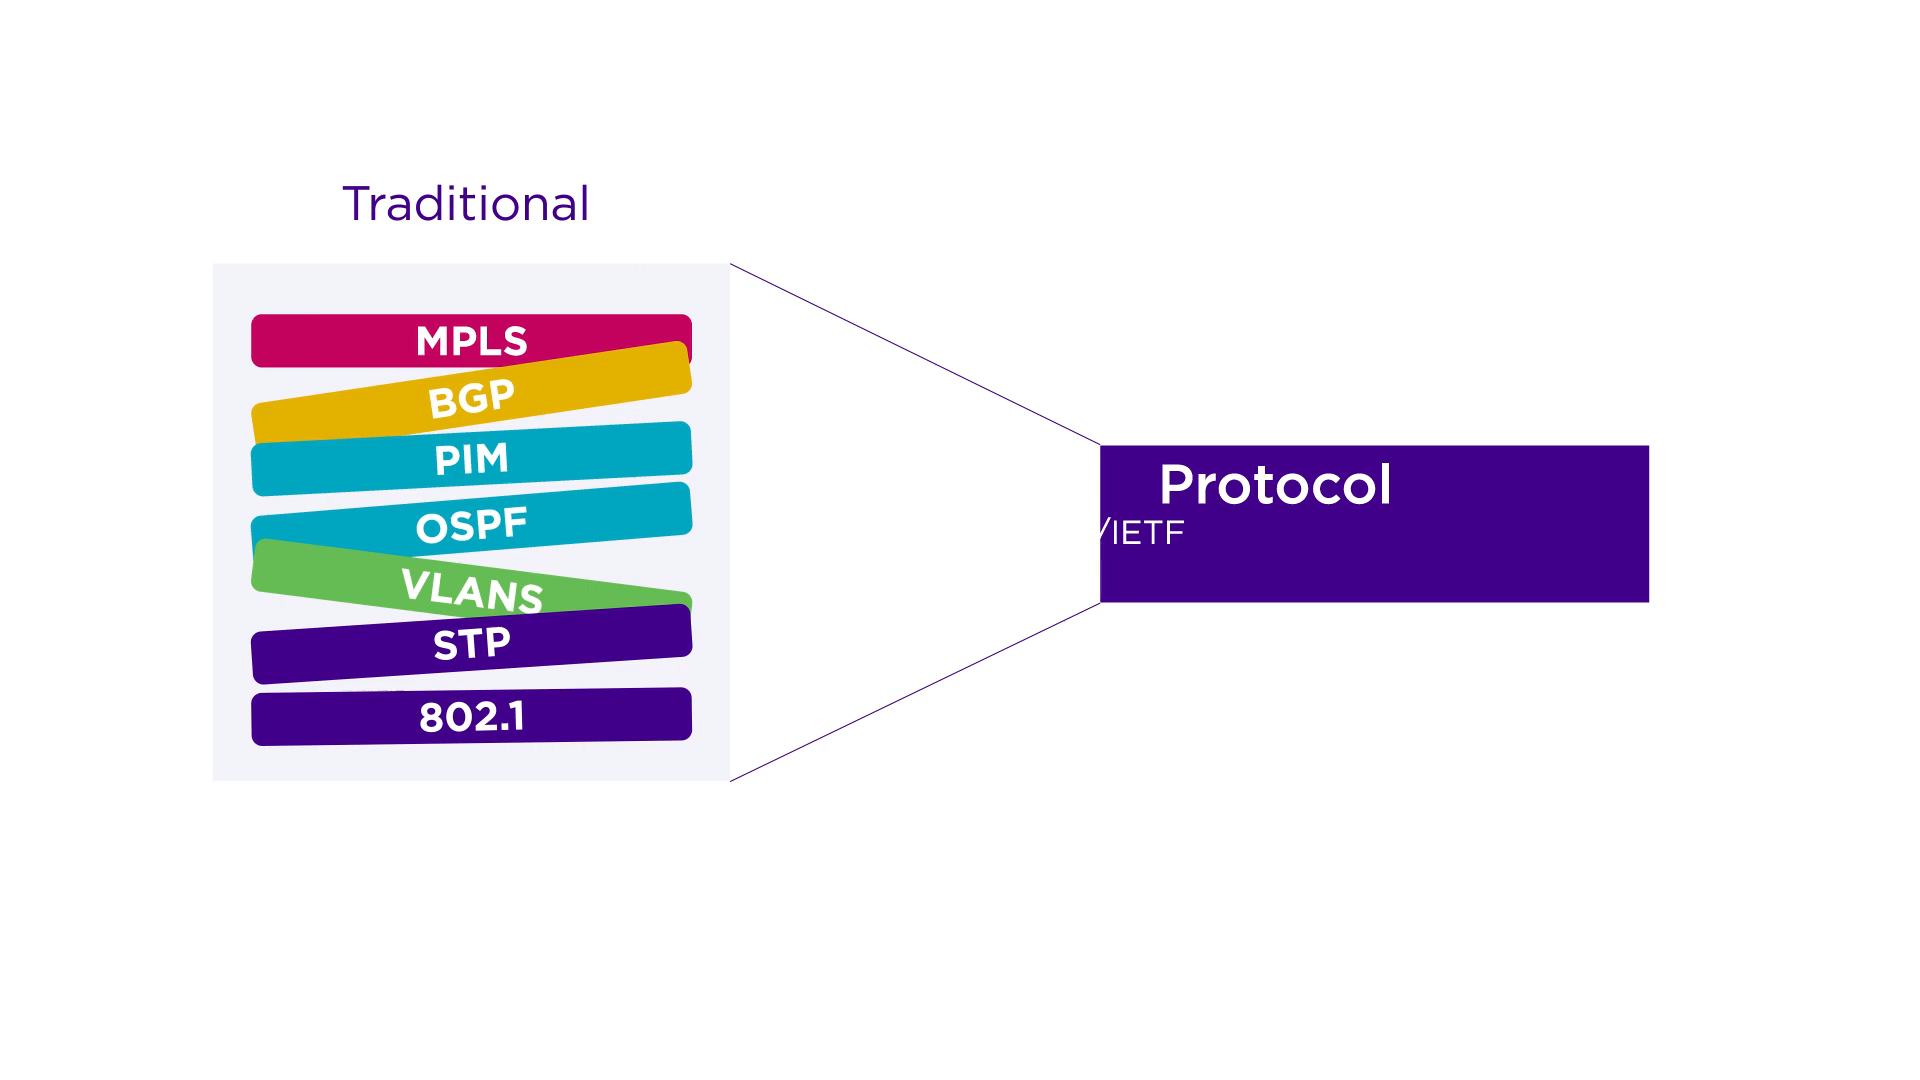 Traditional
MPLS
BGP
PIM
OSPF
VLANS
STP
802.1
Protocol
/IETF